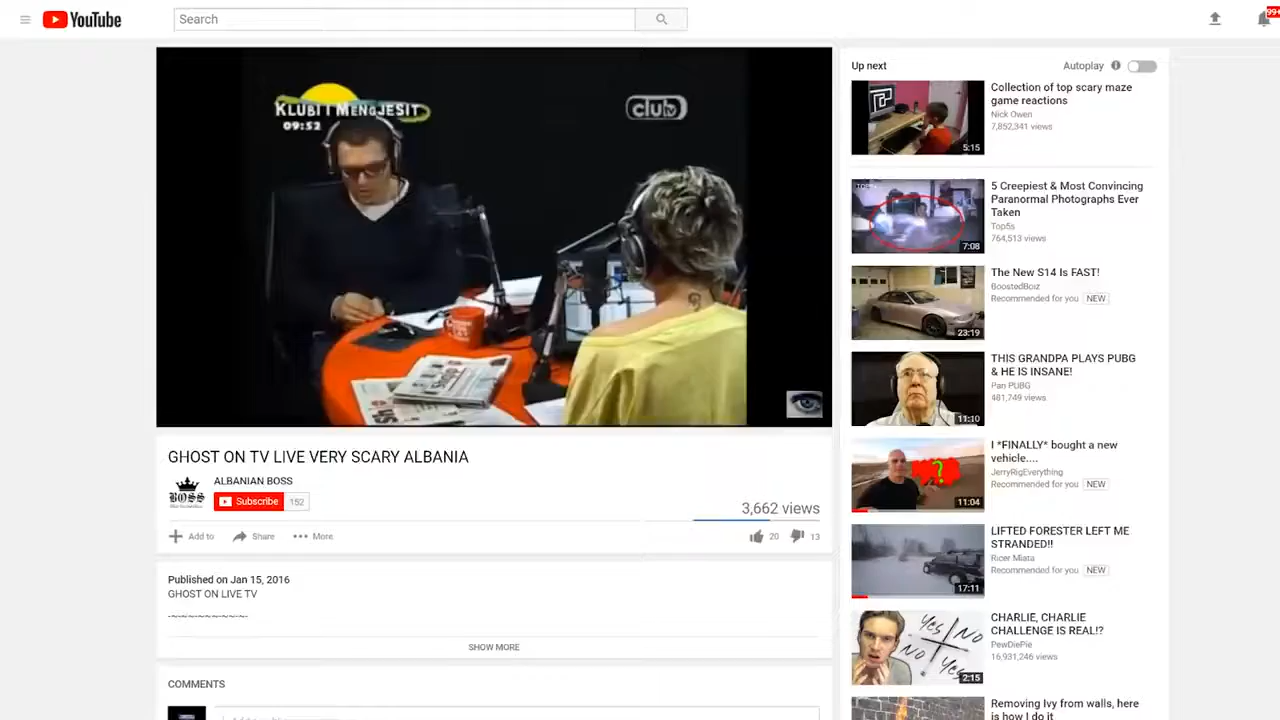 YouTube
Search
99+
KLUBI I MENGJESIT
09:52
club
GHOST ON TV LIVE VERY SCARY ALBANIA
BOSS
ALBANIAN BOSS
Subscribe 152
3,662 views
Add to Share More 20 13
Published on Jan 15, 2016
GHOST ON LIVE TV
~~~~~~~~~~~~
SHOW MORE
COMMENTS
Up next Autoplay
5:15
Collection of top scary maze
game reactions
Nick Owen
7,852,341 views
7:08
5 Creepiest & Most Convincing
Paranormal Photographs Ever
Taken
Top5s
764,513 views
23:19
The New S14 Is FAST!
BoostedBoiz
Recommended for you NEW
11:10
THIS GRANDPA PLAYS PUBG
& HE IS INSANE!
Pan PUBG
481,749 views
?
11:04
I *FINALLY* bought a new
vehicle....
JerryRigEverything
Recommended for you NEW
17:11
LIFTED FORESTER LEFT ME
STRANDED!!
Ricer Miata
Recommended for you NEW
Yes NO
NO Yes
2:15
CHARLIE, CHARLIE
CHALLENGE IS REAL!?
PewDiePie
16,931,246 views
Removing Ivy from walls, here
is how I do it